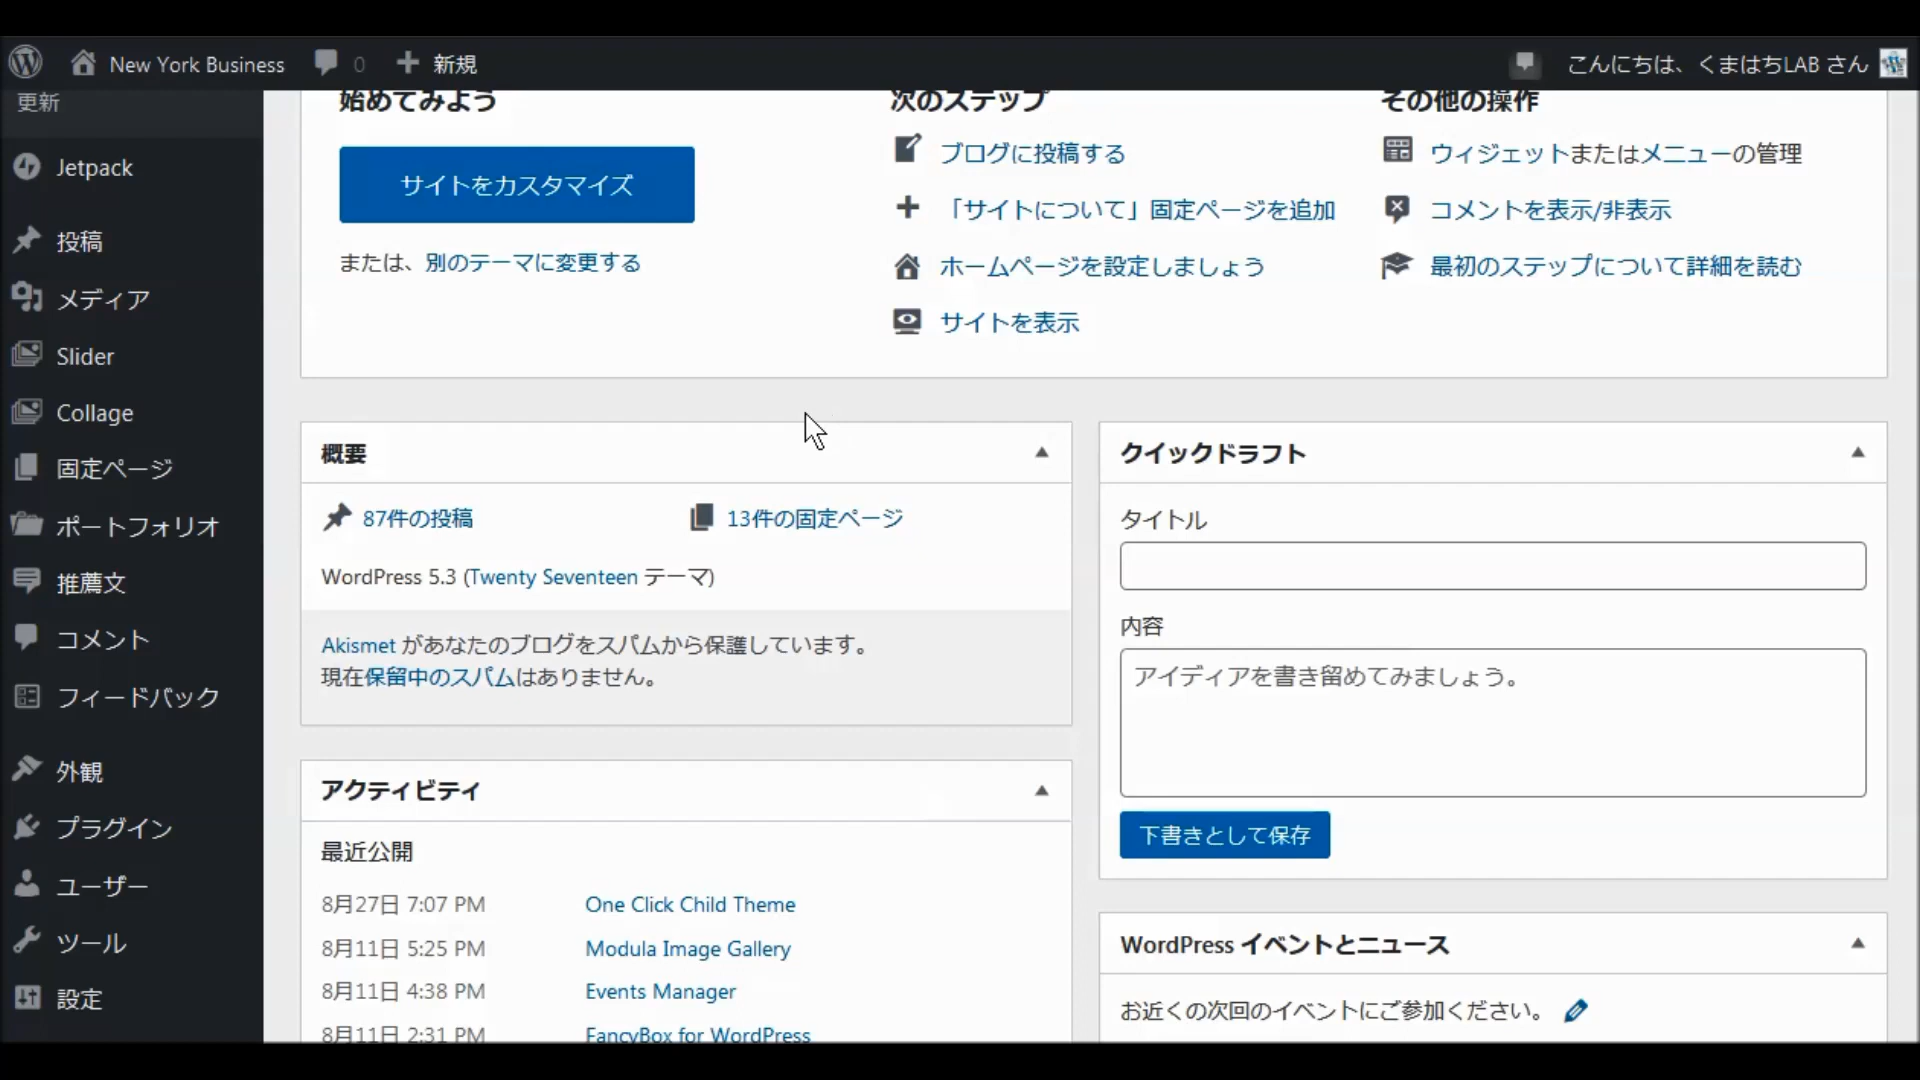 New York Business
0
新規
こんにちは、くまはちLAB さん
更新
Jetpack
投稿
メディア
Slider
Collage
固定ページ
ポートフォリオ
推薦文
コメント
フィードバック
外観
プラグイン
ユーザー
ツール
設定
始めてみよう
サイトをカスタマイズ
または、別のテーマに変更する
次のステップ
ブログに投稿する
「サイトについて」固定ページを追加
ホームページを設定しましょう
サイトを表示
その他の操作
ウィジェットまたはメニューの管理
コメントを表示/非表示
最初のステップについて詳細を読む
概要
87件の投稿
13件の固定ページ
WordPress 5.3 (Twenty Seventeen テーマ)
Akismet があなたのブログをスパムから保護しています。
現在保留中のスパムはありません。
アクティビティ
最近公開
8月27日 7:07 PM One Click Child Theme
8月11日 5:25 PM Modula Image Gallery
8月11日 4:38 PM Events Manager
8月11日 2:31 PM FancyBox for WordPress
クイックドラフト
タイトル
内容
アイディアを書き留めてみましょう。
下書きとして保存
WordPress イベントとニュース
お近くの次回のイベントにご参加ください。